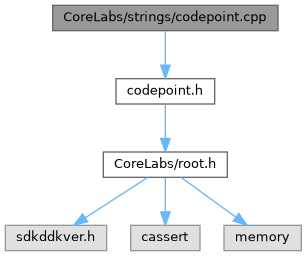 CoreLabs/strings/codepoint.cpp
codepoint.h
CoreLabs/root.h
sdkddkver.h
cassert
memory